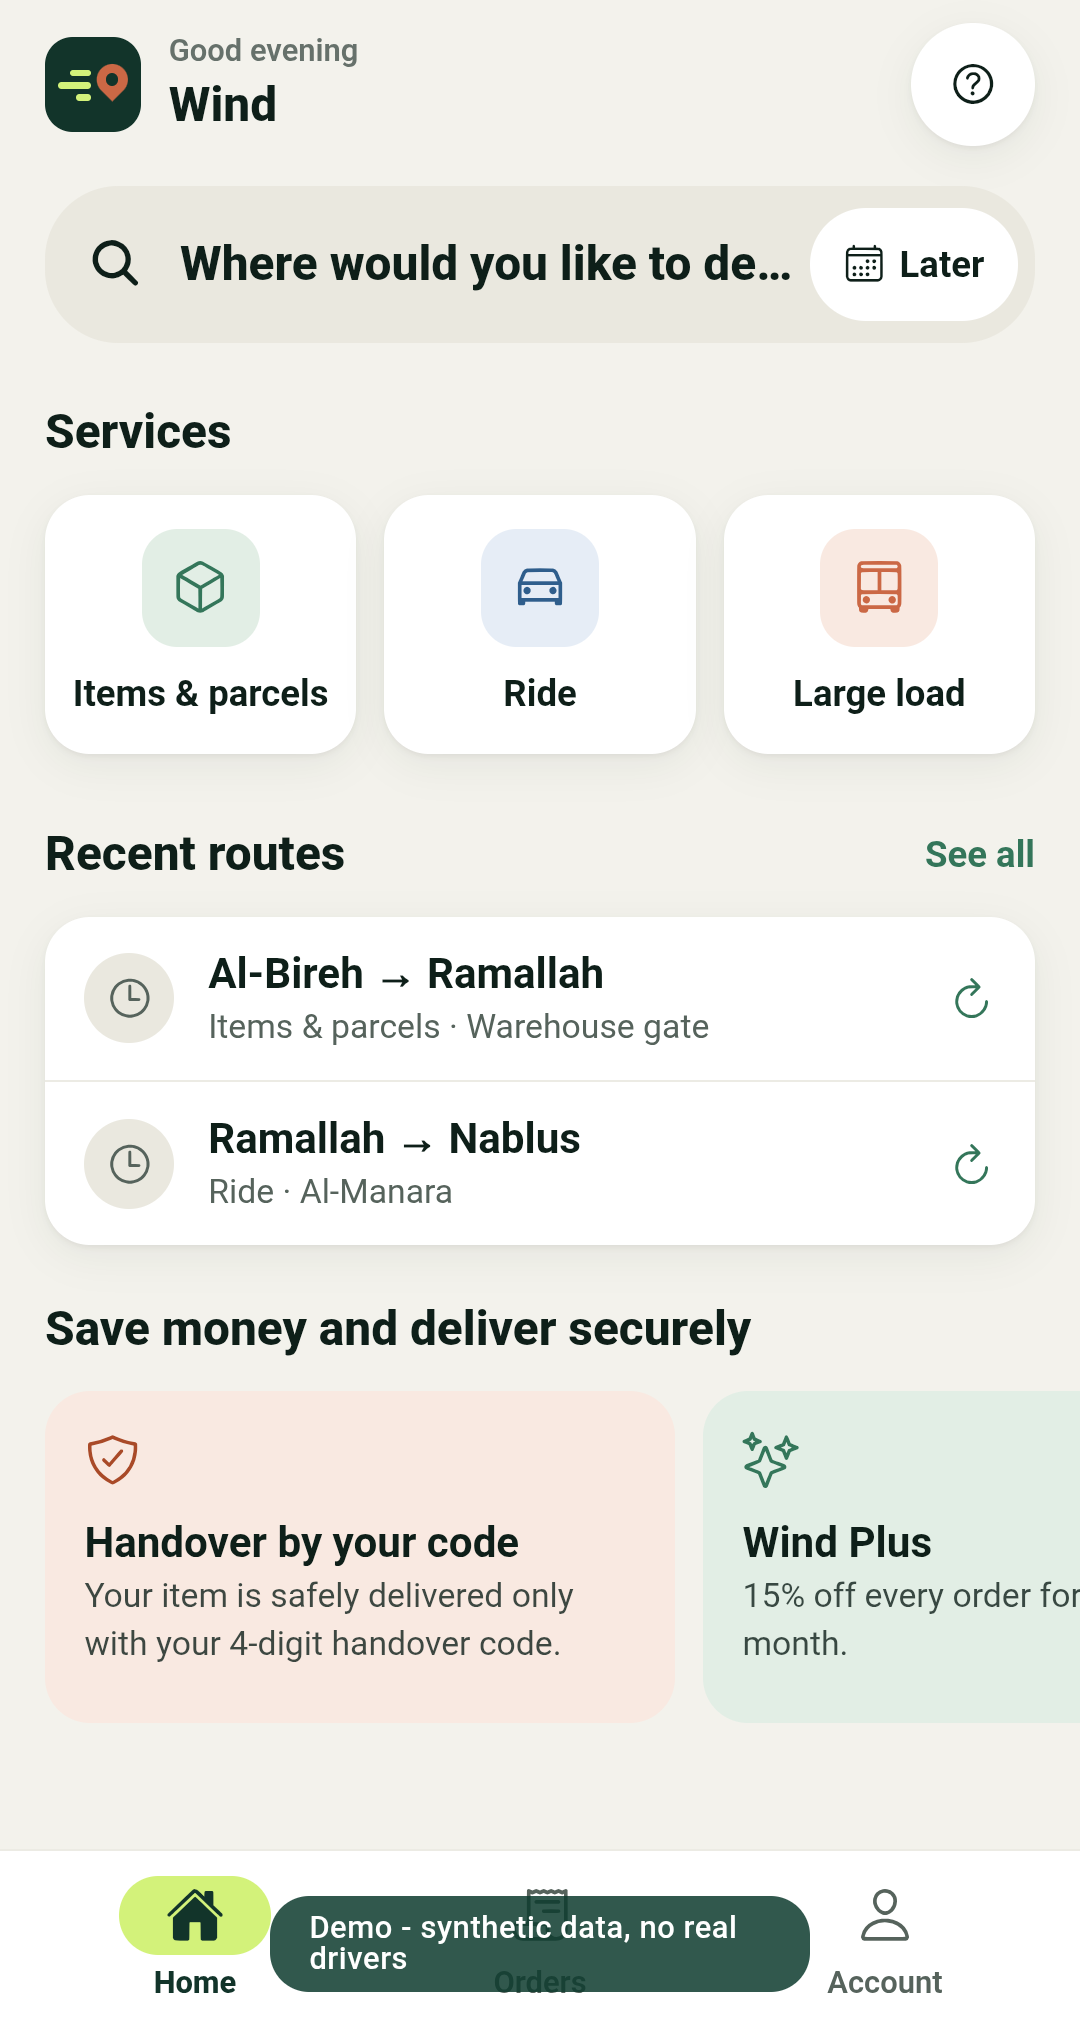 Good evening
Wind
Where would you like to de...
Later
Services
Items & parcels
Ride
Large load
Recent routes
See all
Al-Bireh → Ramallah
Items & parcels · Warehouse gate
Ramallah → Nablus
Ride · Al-Manara
Save money and deliver securely
Handover by your code
Your item is safely delivered only
with your 4-digit handover code.
Wind Plus
15% off every order for
month.
Demo - synthetic data, no real
drivers
Home
Orders
Account